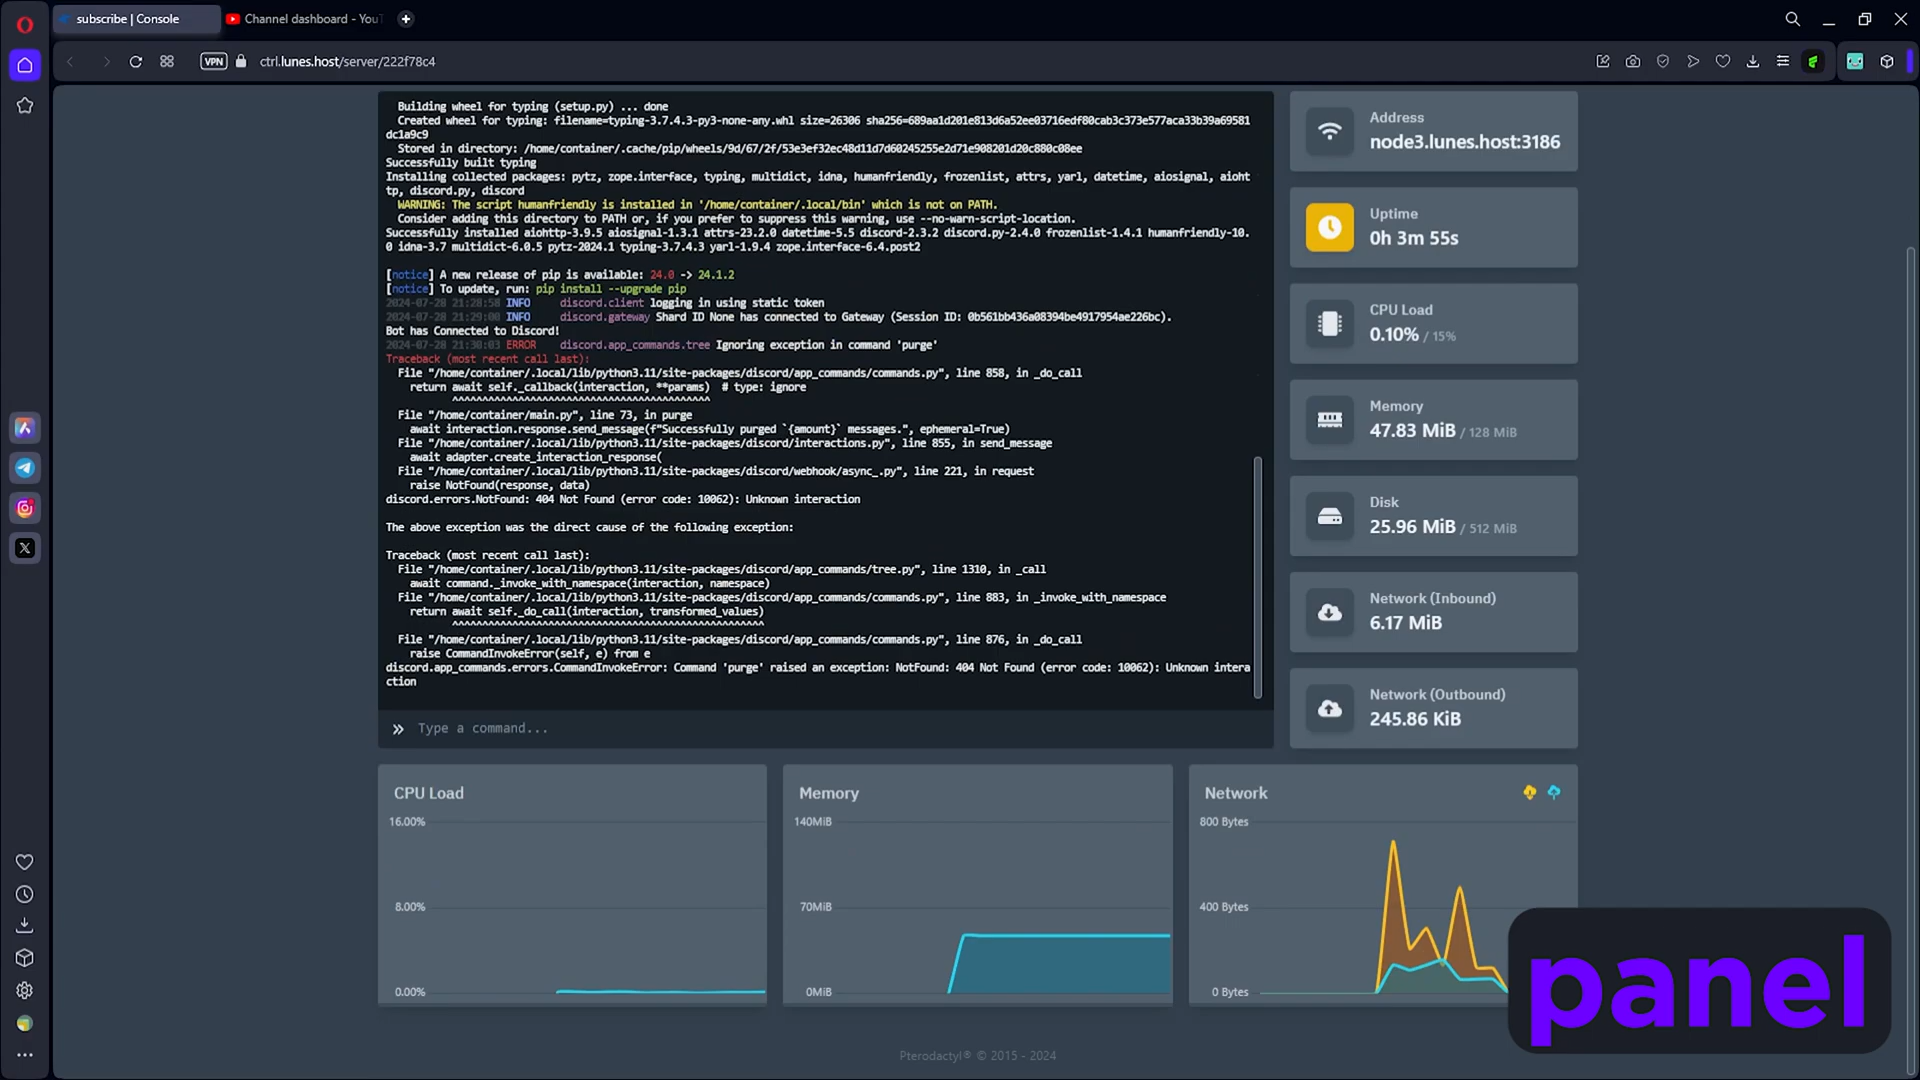 subscribe | Console
Channel dashboard - You
VPN
ctrl.lunes.host/server/222f78c4
Building wheel for typing (setup.py) ... done
Created wheel for typing: filename=typing-3.7.4.3-py3-none-any.whl size=26306 sha256=689aa1d201e813d6a52ee03716edf80cab3c373e577aca33b39a69581
dc1a9c9
Stored in directory: /home/container/.cache/pip/wheels/9d/67/2f/53e3ef32ec48d11d7d60245255e2d71e908201d20c880c08ee
Successfully built typing
Installing collected packages: pytz, zope.interface, typing, multidict, idna, humanfriendly, frozenlist, attrs, yarl, datetime, aiosignal, aioht
tp, discord.py, discord
WARNING: The script humanfriendly is installed in '/home/container/.local/bin' which is not on PATH.
Consider adding this directory to PATH or, if you prefer to suppress this warning, use --no-warn-script-location.
Successfully installed aiohttp-3.9.5 aiosignal-1.3.1 attrs-23.2.0 datetime-5.5 discord-2.3.2 discord.py-2.4.0 frozenlist-1.4.1 humanfriendly-10.
0 idna-3.7 multidict-6.0.5 pytz-2024.1 typing-3.7.4.3 yarl-1.9.4 zope.interface-6.4.post2
[notice] A new release of pip is available: 24.0 -> 24.1.2
[notice] To update, run: pip install --upgrade pip
2024-07-28 21:28:58 INFO discord.client logging in using static token
2024-07-28 21:29:00 INFO discord.gateway Shard ID None has connected to Gateway (Session ID: 0b561bb436a08394be4917954ae226bc).
Bot has Connected to Discord!
2024-07-28 21:30:03 ERROR discord.app_commands.tree Ignoring exception in command 'purge'
Traceback (most recent call last):
File "/home/container/.local/lib/python3.11/site-packages/discord/app_commands/commands.py", line 858, in _do_call
return await self._callback(interaction, **params) # type: ignore
^^^^^^^^^^^^^^^^^^^^^^^^^^^^^^^^^^^^^^^^^^^
File "/home/container/main.py", line 73, in purge
await interaction.response.send_message(f"Successfully purged `{amount}` messages.", ephemeral=True)
File "/home/container/.local/lib/python3.11/site-packages/discord/interactions.py", line 855, in send_message
await adapter.create_interaction_response(
File "/home/container/.local/lib/python3.11/site-packages/discord/webhook/async_.py", line 221, in request
raise NotFound(response, data)
discord.errors.NotFound: 404 Not Found (error code: 10062): Unknown interaction
The above exception was the direct cause of the following exception:
Traceback (most recent call last):
File "/home/container/.local/lib/python3.11/site-packages/discord/app_commands/tree.py", line 1310, in _call
await command._invoke_with_namespace(interaction, namespace)
File "/home/container/.local/lib/python3.11/site-packages/discord/app_commands/commands.py", line 883, in _invoke_with_namespace
return await self._do_call(interaction, transformed_values)
^^^^^^^^^^^^^^^^^^^^^^^^^^^^^^^^^^^^^^^^^^^^^^^^^^^^
File "/home/container/.local/lib/python3.11/site-packages/discord/app_commands/commands.py", line 876, in _do_call
raise CommandInvokeError(self, e) from e
discord.app_commands.errors.CommandInvokeError: Command 'purge' raised an exception: NotFound: 404 Not Found (error code: 10062): Unknown intera
ction
Type a command...
Address
node3.lunes.host:3186
Uptime
0h 3m 55s
CPU Load
0.10% / 15%
Memory
47.83 MiB / 128 MiB
Disk
25.96 MiB / 512 MiB
Network (Inbound)
6.17 MiB
Network (Outbound)
245.86 KiB
CPU Load
16.00%
8.00%
0.00%
Memory
140MiB
70MiB
0MiB
Network
800 Bytes
400 Bytes
0 Bytes
panel
Pterodactyl® © 2015 - 2024